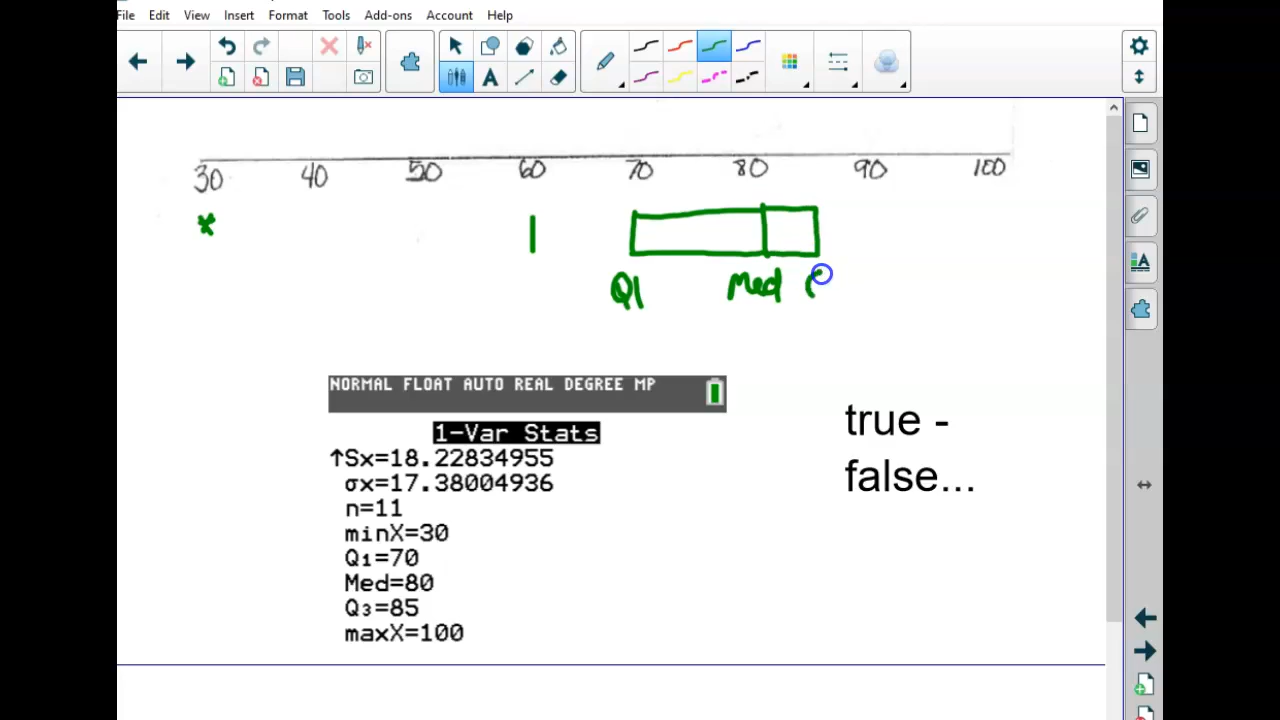 File Edit View Insert Format Tools Add-ons Account Help
30 40 50 60 70 80 90 100
Q1 Med
NORMAL FLOAT AUTO REAL DEGREE MP
1-Var Stats
↑Sx=18.22834955
σx=17.38004936
n=11
minX=30
Q1=70
Med=80
Q3=85
maxX=100
true -
false...